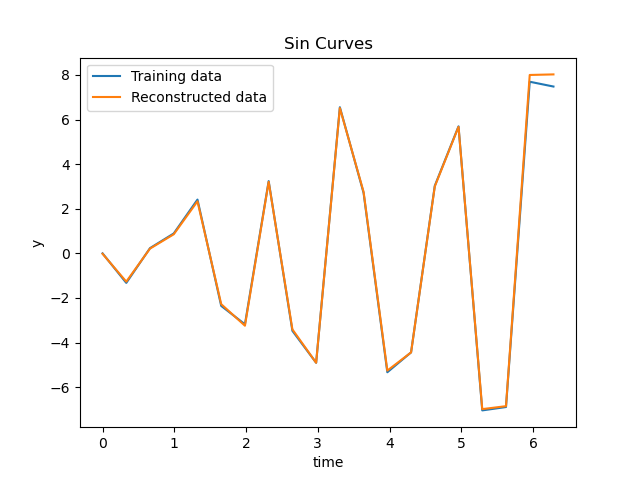 Sin Curves
Training data
Reconstructed data
8
6
4
2
0
−2
−4
−6
y
0 1 2 3 4 5 6
time